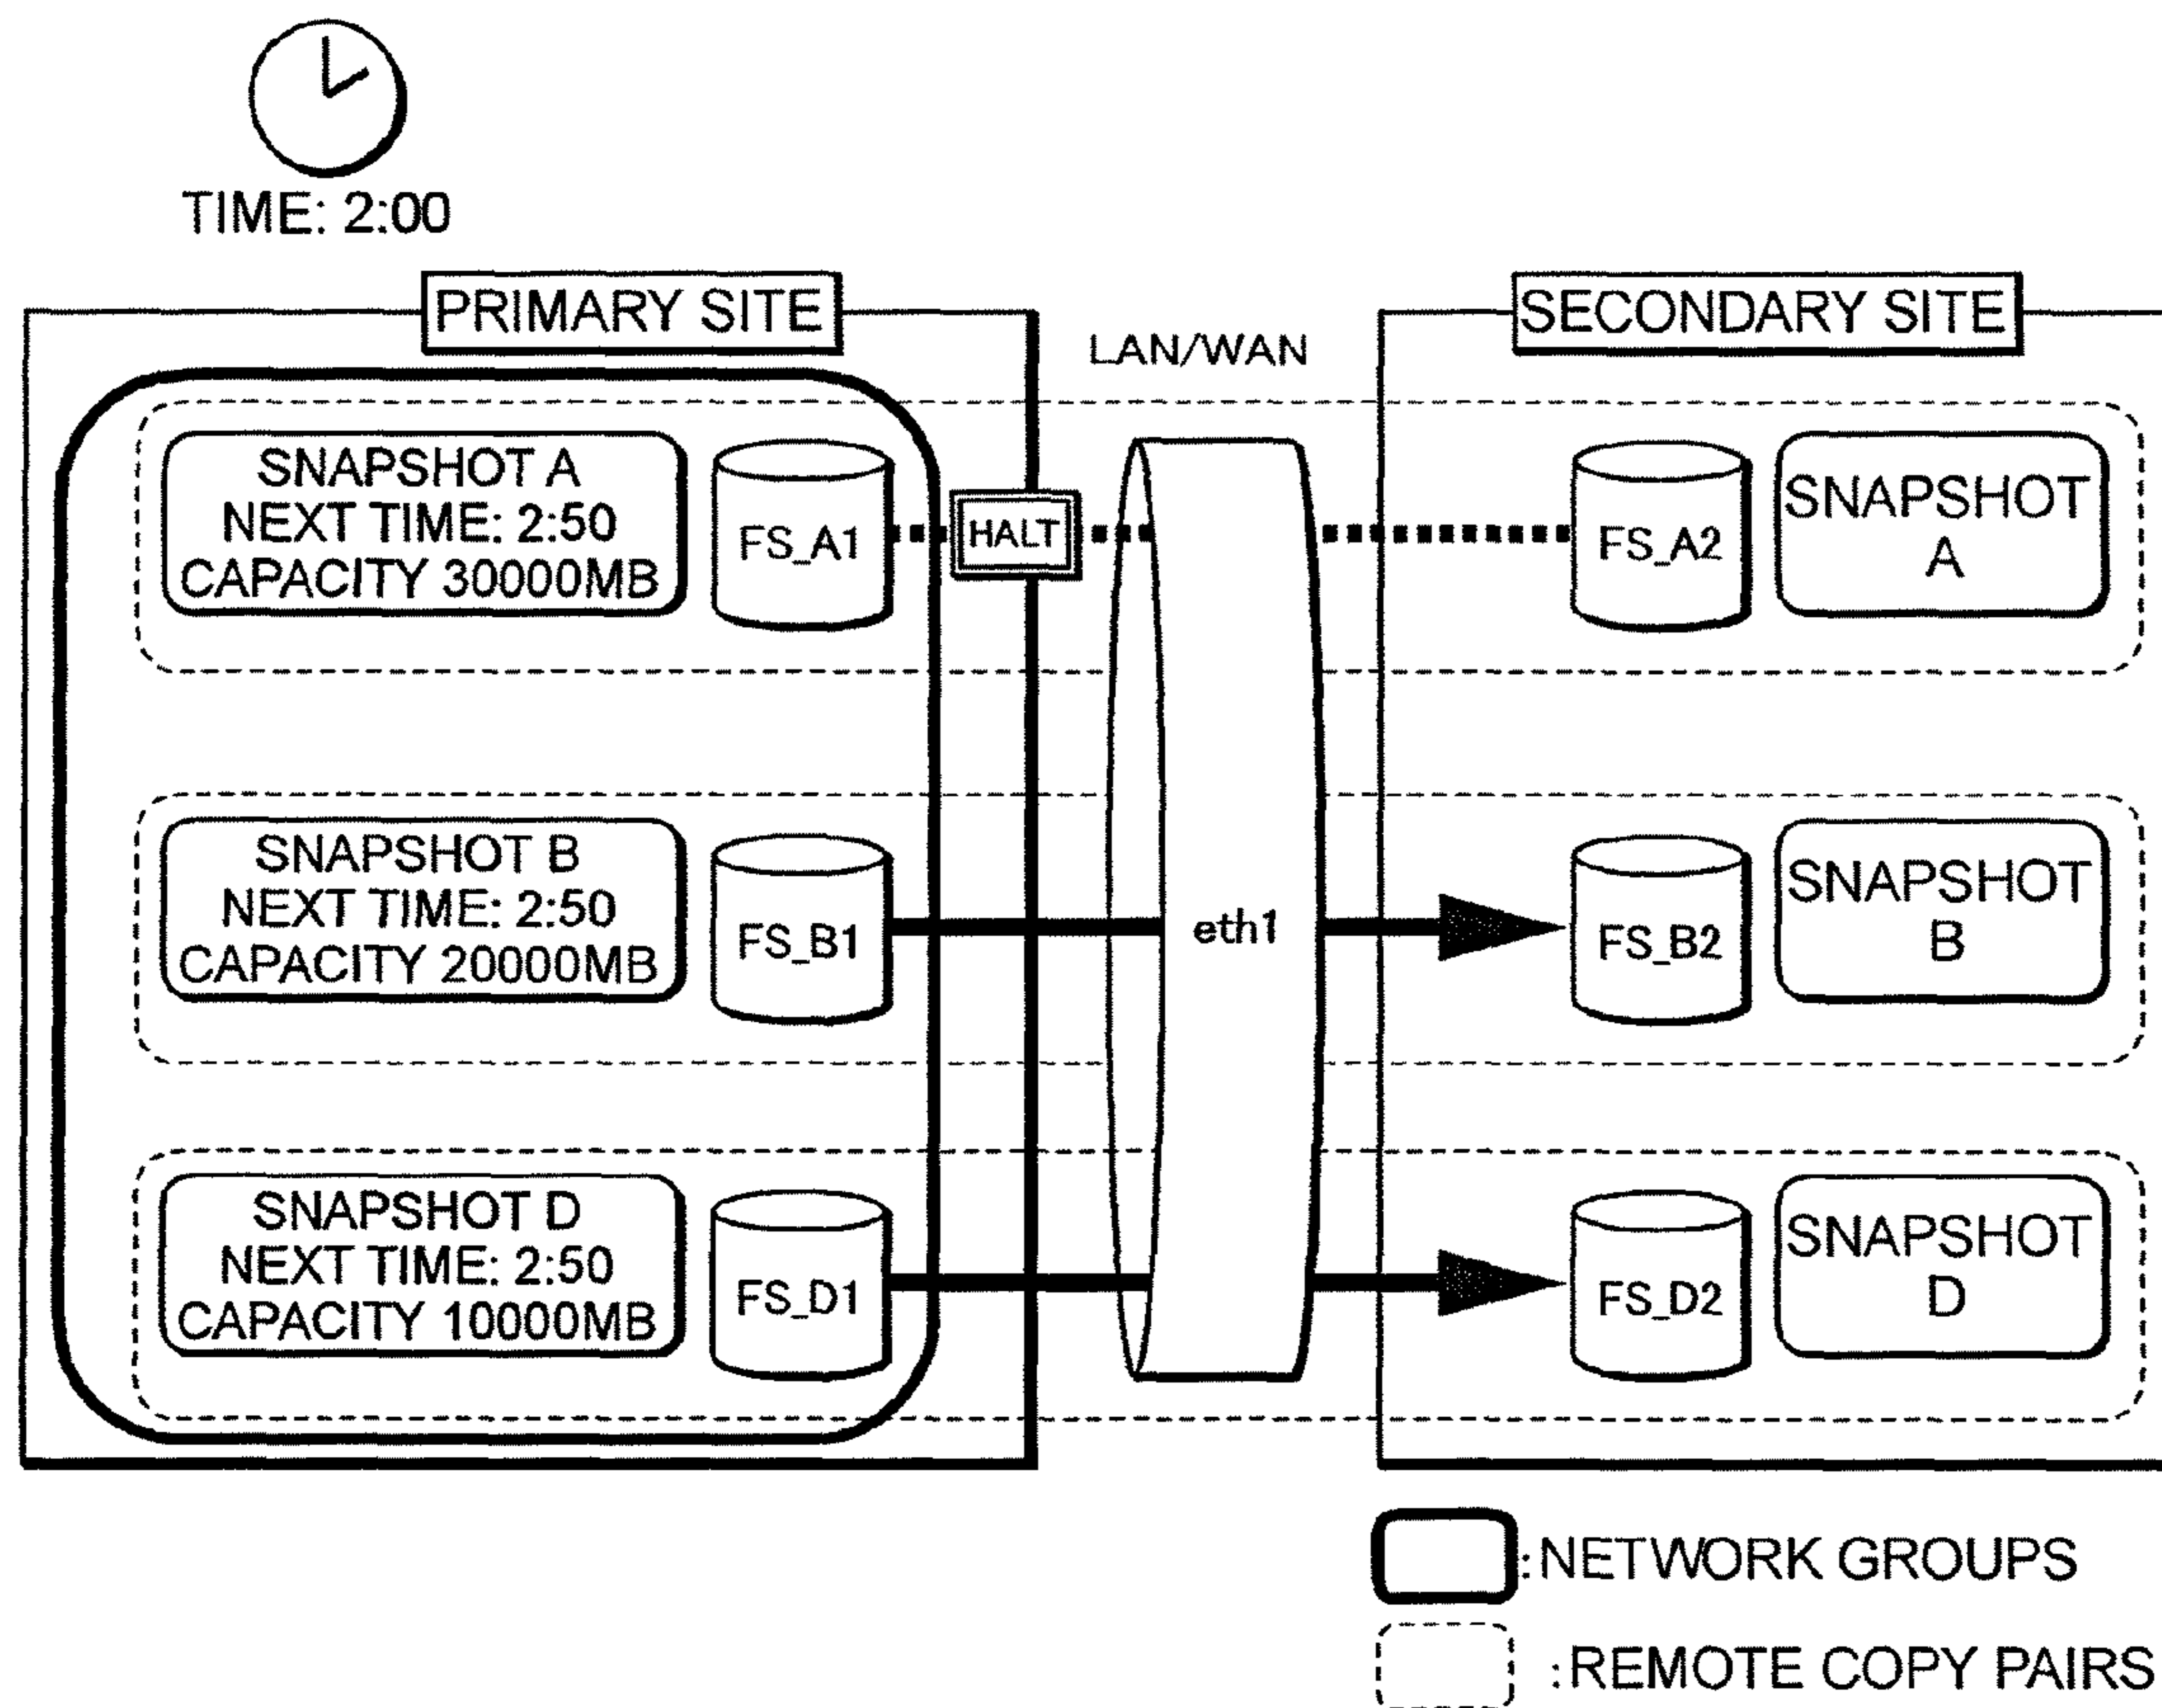 TIME: 2:00
PRIMARY SITE
LAN/WAN
SECONDARY SITE
SNAPSHOT A
NEXT TIME: 2:50
CAPACITY 30000MB
FS_A1
HALT
FS_A2
SNAPSHOT
A
SNAPSHOT B
NEXT TIME: 2:50
CAPACITY 20000MB
FS_B1
eth1
FS_B2
SNAPSHOT
B
SNAPSHOT D
NEXT TIME: 2:50
CAPACITY 10000MB
FS_D1
FS_D2
SNAPSHOT
D
:NETWORK GROUPS
:REMOTE COPY PAIRS